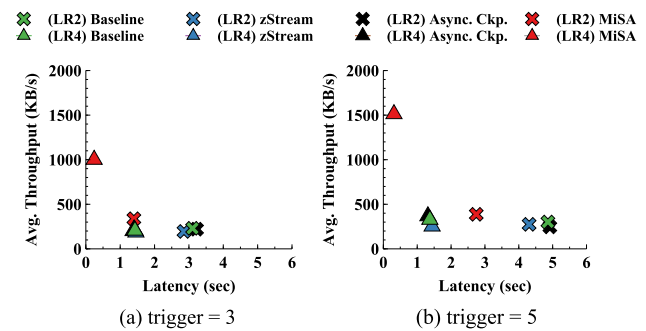 (LR2) Baseline (LR2) zStream (LR2) Async. Ckp. (LR2) MiSA
(LR4) Baseline (LR4) zStream (LR4) Async. Ckp. (LR4) MiSA
Avg. Throughput (KB/s)
2000
1500
1000
500
0
0 1 2 3 4 5 6
Latency (sec)
(a) trigger = 3
Avg. Throughput (KB/s)
2000
1500
1000
500
0
0 1 2 3 4 5 6
Latency (sec)
(b) trigger = 5